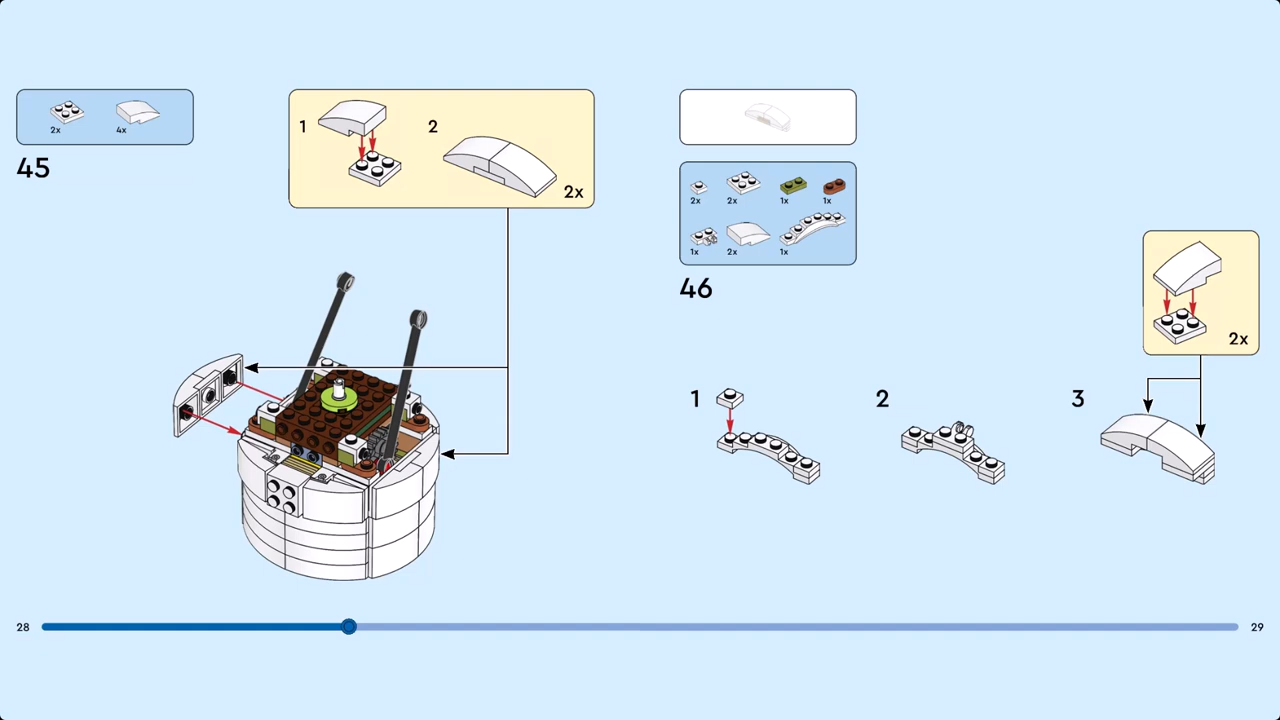 2x 4x
45
1 2
2x
2x 2x 1x 1x
1x 2x 1x
46
2x
1 2 3
28 29